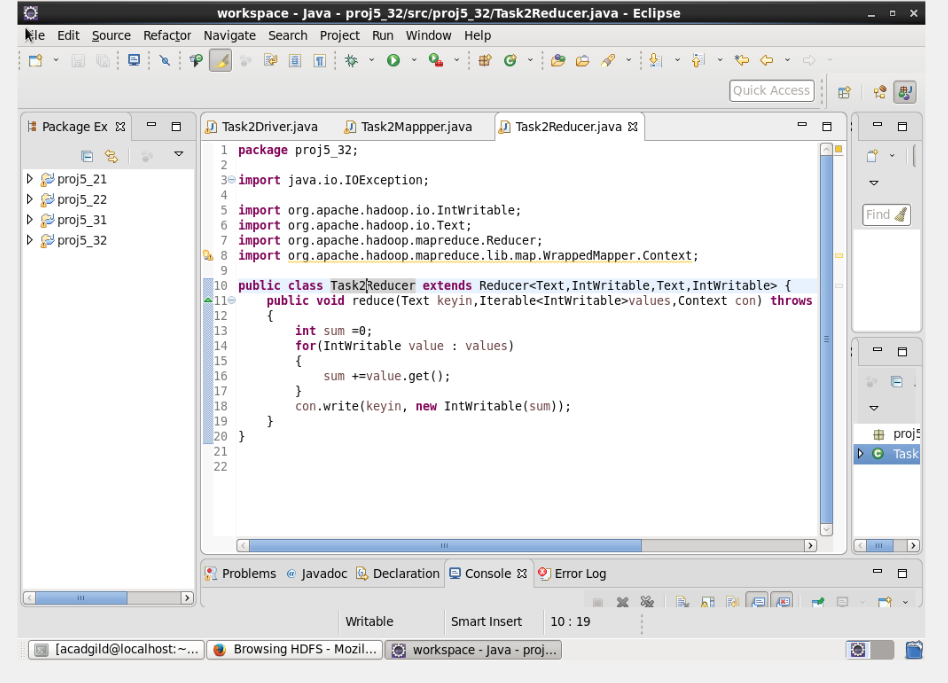 workspace - Java - proj5_32/src/proj5_32/Task2Reducer.java - Eclipse
File Edit Source Refactor Navigate Search Project Run Window Help
Quick Access
Package Ex
Task2Driver.java Task2Mappper.java Task2Reducer.java
proj5_21
proj5_22
proj5_31
proj5_32
1 package proj5_32;
2
3 import java.io.IOException;
4
5 import org.apache.hadoop.io.IntWritable;
6 import org.apache.hadoop.io.Text;
7 import org.apache.hadoop.mapreduce.Reducer;
8 import org.apache.hadoop.mapreduce.lib.map.WrappedMapper.Context;
9
10 public class Task2Reducer extends Reducer<Text,IntWritable,Text,IntWritable> {
11 public void reduce(Text keyin,Iterable<IntWritable>values,Context con) throws
12 {
13 int sum =0;
14 for(IntWritable value : values)
15 {
16 sum +=value.get();
17 }
18 con.write(keyin, new IntWritable(sum));
19 }
20 }
21
22
Find
proj5
Task
Problems Javadoc Declaration Console Error Log
Writable Smart Insert 10 : 19
[acadgild@localhost:~... Browsing HDFS - Mozil... workspace - Java - proj...